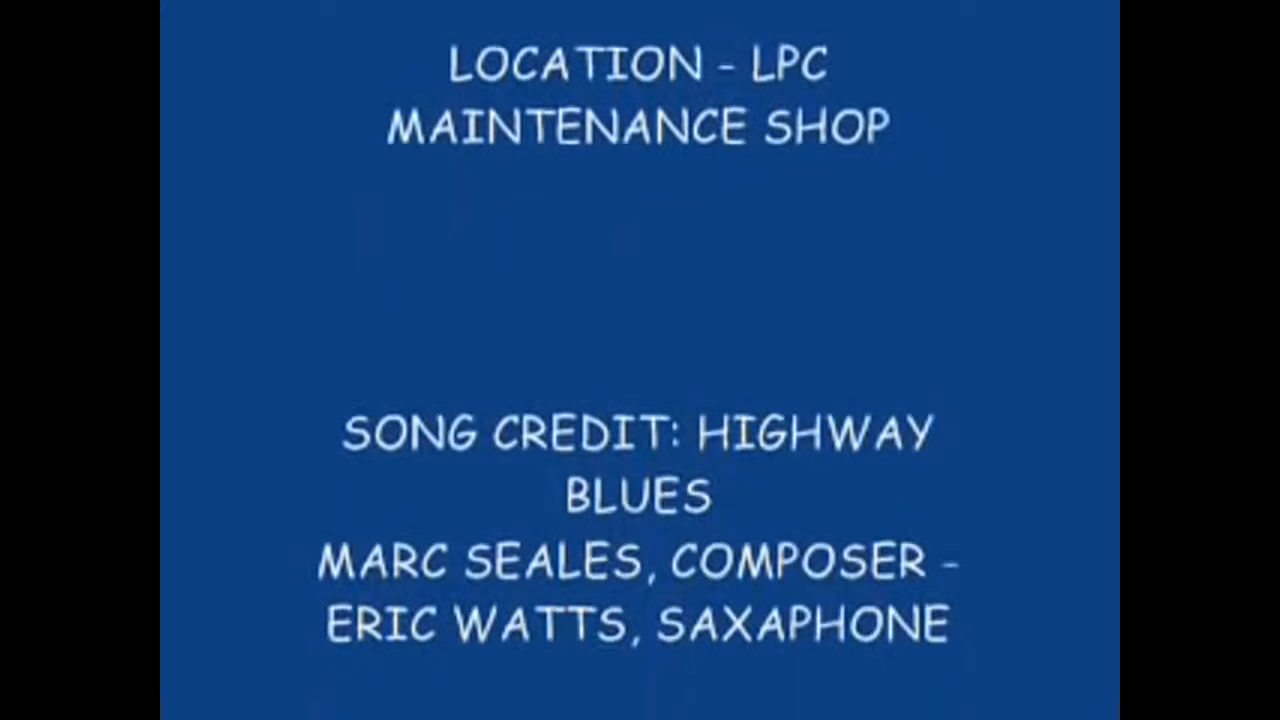 LOCATION - LPC
MAINTENANCE SHOP
SONG CREDIT: HIGHWAY
BLUES
MARC SEALES, COMPOSER -
ERIC WATTS, SAXAPHONE